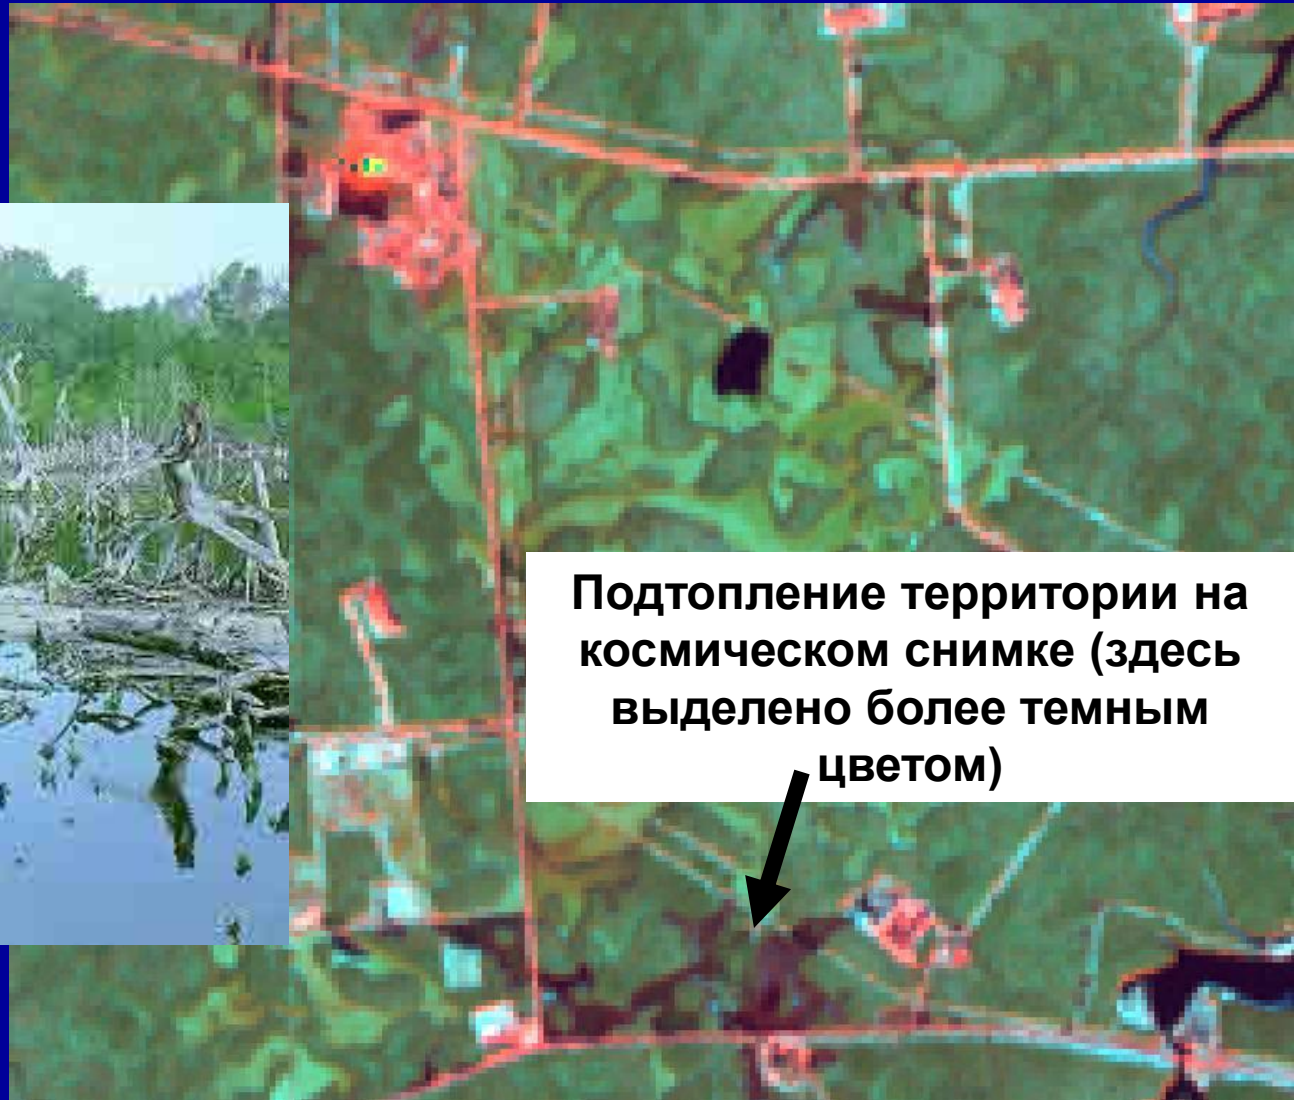 Подтопление территории на
космическом снимке (здесь
выделено более темным
цветом)